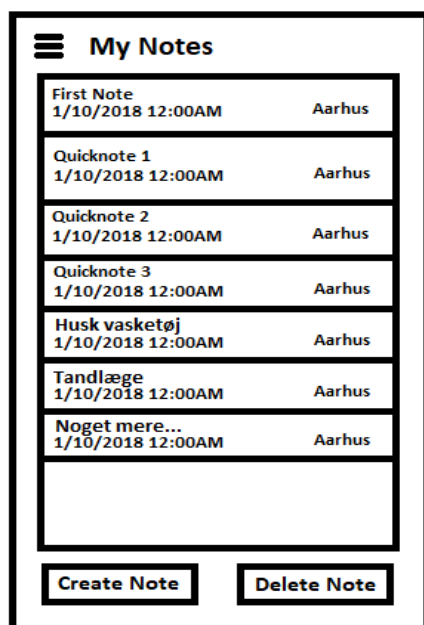 My Notes
First Note
1/10/2018 12:00AM Aarhus
Quicknote 1
1/10/2018 12:00AM Aarhus
Quicknote 2
1/10/2018 12:00AM Aarhus
Quicknote 3
1/10/2018 12:00AM Aarhus
Husk vasketøj
1/10/2018 12:00AM Aarhus
Tandlæge
1/10/2018 12:00AM Aarhus
Noget mere...
1/10/2018 12:00AM Aarhus
Create Note Delete Note